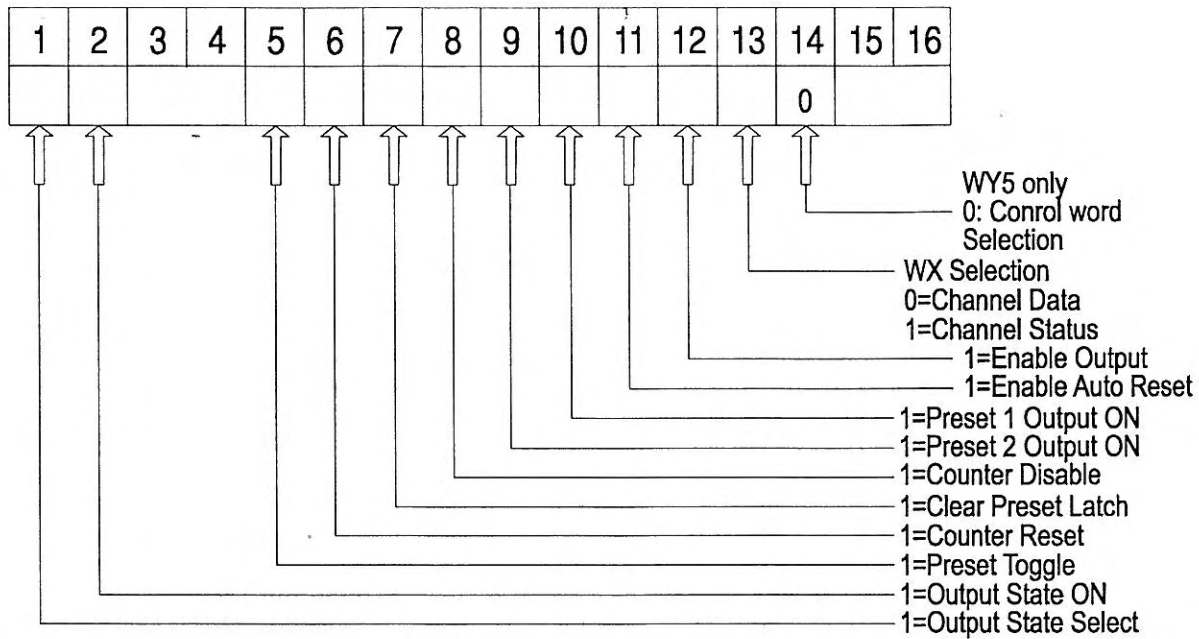 1 2 3 4 5 6 7 8 9 10 11 12 13 14 15 16
0
WY5 only
0: Conrol word
Selection
WX Selection
0=Channel Data
1=Channel Status
1=Enable Output
1=Enable Auto Reset
1=Preset 1 Output ON
1=Preset 2 Output ON
1=Counter Disable
1=Clear Preset Latch
1=Counter Reset
1=Preset Toggle
1=Output State ON
1=Output State Select